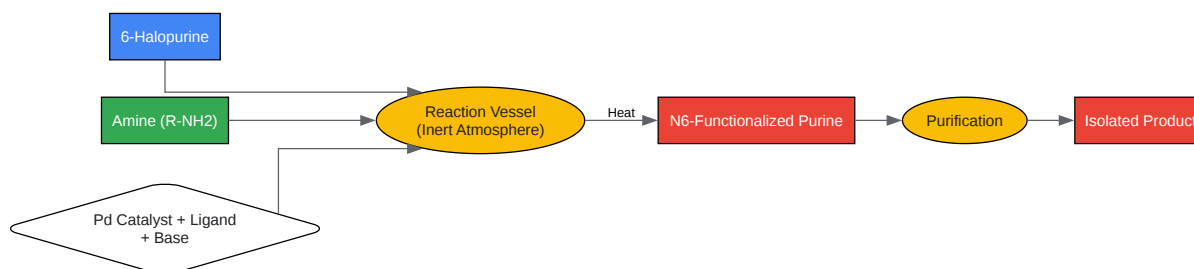 6-Halopurine
Amine (R-NH2)
Pd Catalyst + Ligand
+ Base
Reaction Vessel
(Inert Atmosphere)
Heat
N6-Functionalized Purine
Purification
Isolated Product